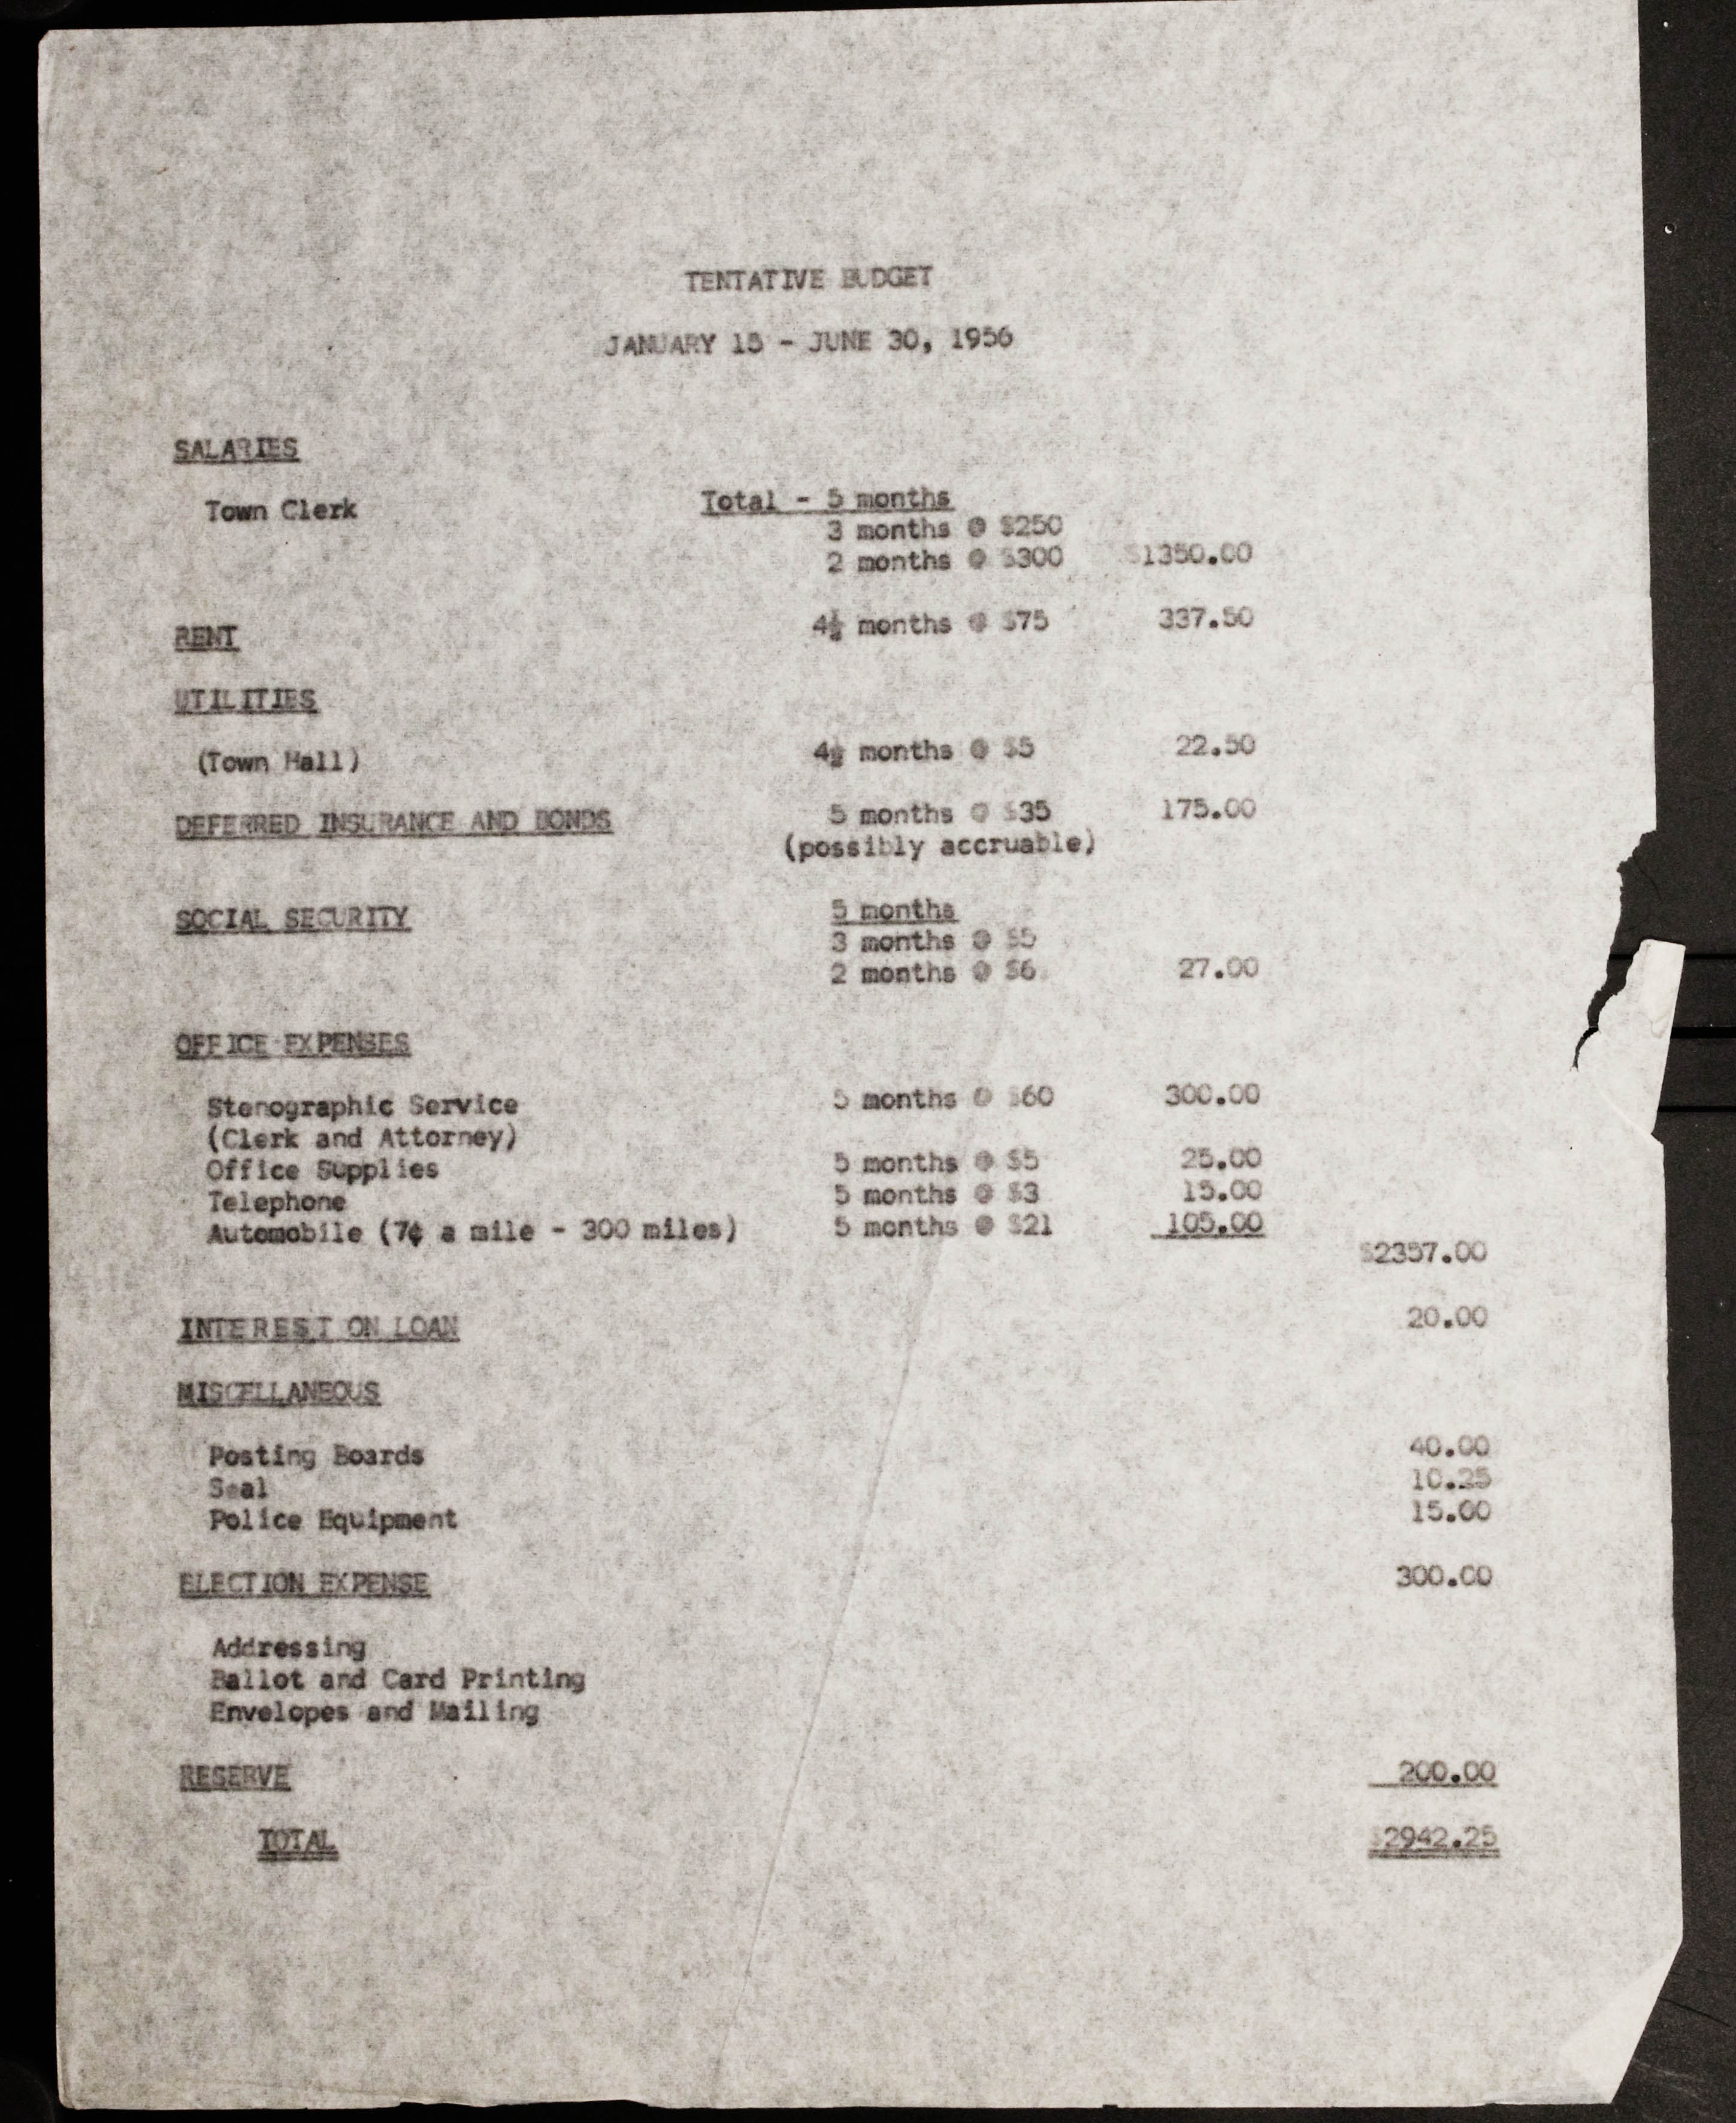 TENTATIVE BUDGET
JANUARY 15 - JUNE 30, 1956
SALARIES
Town Clerk Total - 5 months
3 months @ $250
2 months @ $300 $1350.00
RENT 4½ months @ $75 337.50
UTILITIES
(Town Hall) 4½ months @ $5 22.50
DEFERRED INSURANCE AND BONDS 5 months @ $35 175.00
(possibly accruable)
SOCIAL SECURITY 5 months
3 months @ $5
2 months @ $6 27.00
OFFICE EXPENSES
Stenographic Service 5 months @ $60 300.00
(Clerk and Attorney)
Office Supplies 5 months @ $5 25.00
Telephone 5 months @ $3 15.00
Automobile (7¢ a mile - 300 miles) 5 months @ $21 105.00
$2357.00
INTEREST ON LOAN 20.00
MISCELLANEOUS
Posting Boards 40.00
Seal 10.25
Police Equipment 15.00
ELECTION EXPENSE 300.00
Addressing
Ballot and Card Printing
Envelopes and Mailing
RESERVE 200.00
TOTAL $2942.25